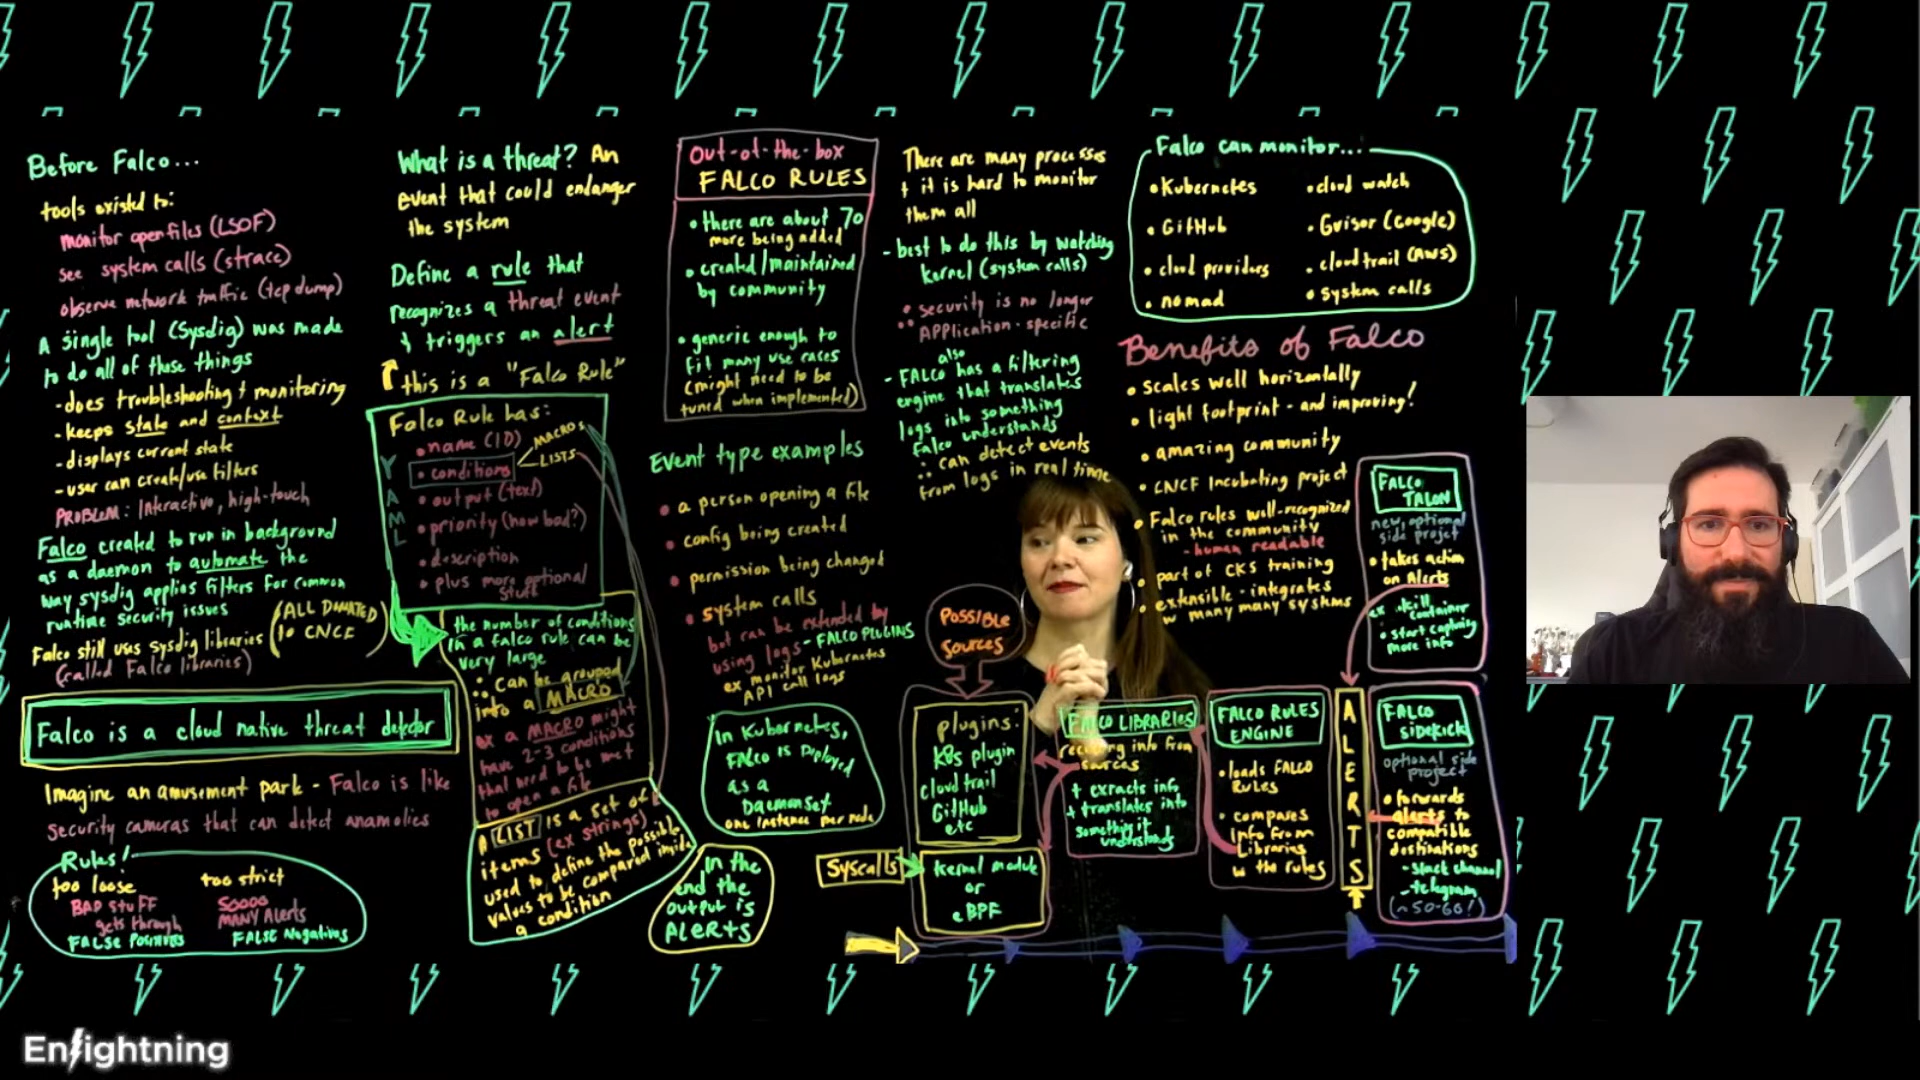 Before Falco...
tools existed to:
monitor open files (LSOF)
see system calls (strace)
observe network traffic (tcp dump)
A single tool (Sysdig) was made
to do all of those things
- does troubleshooting + monitoring
- keeps state and context
- displays current state
- user can create/use filters
PROBLEM: Interactive, high-touch
Falco created to run in background
as a daemon to automate the
way sysdig applies filters for common
runtime security issues
(ALL DONATED
to CNCF)
Falco still uses sysdig libraries
(called Falco libraries)
Falco is a cloud native threat detector
Imagine an amusement park - Falco is like
security cameras that can detect anamolies
Rules!
too loose
BAD STUFF
gets through
FALSE POSITIVES
too strict
SOOOO
MANY Alerts
FALSE Negatives
What is a threat? An
event that could endanger
the system
Define a rule that
recognizes a threat event
+ triggers an alert
this is a "Falco Rule"
Falco Rule has:
YAML
• name (ID)
• conditions
- MACROS
- LISTS
• output (text)
• priority (how bad?)
• description
• plus more optional
stuff
the number of conditions
in a falco rule can be
very large
∴ can be grouped
into a MACRO
ex a MACRO might
have 2-3 conditions
that need to be met
to open a file
A LIST is a set of
items (ex strings)
used to define the possible
values to be compared inside
a condition
Out-of-the-box
FALCO RULES
• there are about 70
more being added
• created/maintained
by community
• generic enough to
fit many use cases
(might need to be
tuned when implemented)
Event type examples
• a person opening a file
• config being created
• permission being changed
• system calls
but can be extended by
using logs - FALCO PLUGINS
ex monitor Kubernetes
API call logs
In Kubernetes,
FALCO is Deployed
as a
DaemonSet
one instance per node
In the
end the
output is
ALERTS
There are many processes
+ it is hard to monitor
them all
- best to do this by watching
kernel (system calls)
• security is no longer
APPlication-specific
also
- FALCO has a filtering
engine that translates
logs into something
Falco understands
∴ can detect events
from logs in real time
Falco can monitor...
• Kubernetes
• GitHub
• cloud providers
• nomad
• cloud watch
• Gvisor (Google)
• cloudtrail (AWS)
• system calls
Benefits of Falco
• scales well horizontally
• light footprint - and improving!
• amazing community
• CNCF Incubating project
• Falco rules well-recognized
in the community
- human readable
• part of CKS training
• extensible - integrates
w many many systems
Possible
sources
plugins:
k8s plugin
cloud trail
GitHub
etc
Syscalls
kernel module
or
eBPF
FALCO LIBRARIES
info from
sources
+ exracts info
+ translates into
something it
understands
FALCO RULES
ENGINE
• loads FALCO
RULES
• compares
Info from
Libraries
w the rules
ALERTS
FALCO
TALON
new, optional
side projet
• takes action
on Alerts
ex • kill
container
• start capturing
more info
FALCO
SIDEKICK
optional side
project
• forwards
alerts to
compatible
destinations
- slack channel
- telegram
(~50-60!)
Enlightning